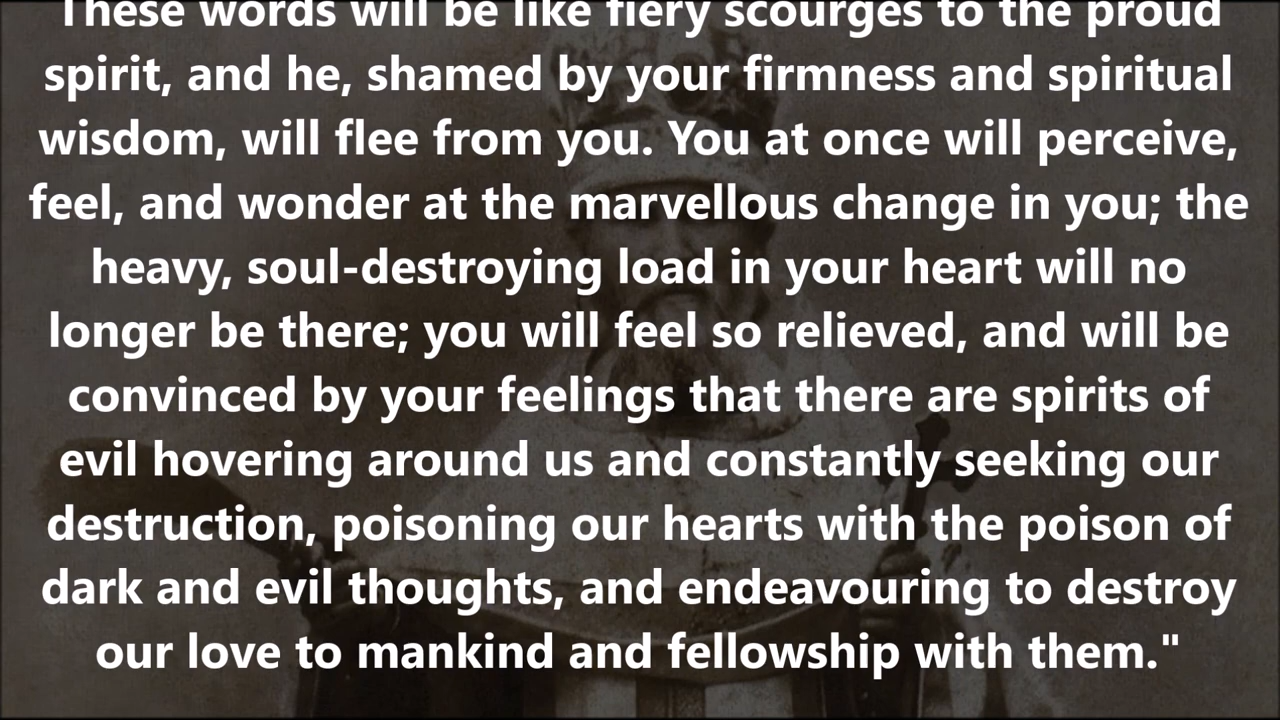 These words will be like fiery scourges to the proud
spirit, and he, shamed by your firmness and spiritual
wisdom, will flee from you. You at once will perceive,
feel, and wonder at the marvellous change in you; the
heavy, soul-destroying load in your heart will no
longer be there; you will feel so relieved, and will be
convinced by your feelings that there are spirits of
evil hovering around us and constantly seeking our
destruction, poisoning our hearts with the poison of
dark and evil thoughts, and endeavouring to destroy
our love to mankind and fellowship with them."